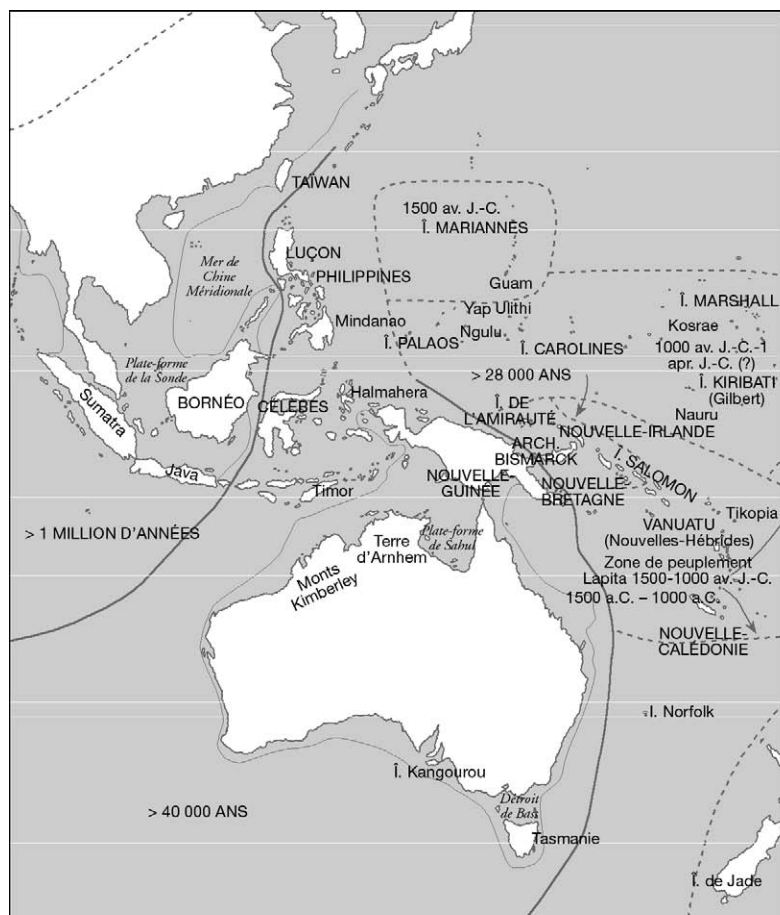 TAÏWAN
1500 av. J.-C.
Î. MARIANNES
LUÇON
Mer de
Chine
Méridionale
PHILIPPINES
Guam
Î. MARSHALL
Yap Ulithi
Mindanao
Ngulu
Kosrae
Î. PALAOS
Î. CAROLINES
1000 av. J.-C.-1
apr. J.-C. (?)
Plate-forme
de la Sonde
> 28 000 ANS
Î. KIRIBATI
(Gilbert)
Halmahera
Sumatra
BORNÉO
CÉLÈBES
Î. DE
L'AMIRAUTÉ
Nauru
NOUVELLE-IRLANDE
ARCH.
BISMARCK
Î. SALOMON
Java
NOUVELLE-
GUINÉE
NOUVELLE-
BRETAGNE
Timor
Tikopia
> 1 MILLION D'ANNÉES
Terre
d'Arnhem
Plate-forme
de Sahul
VANUATU
(Nouvelles-Hébrides)
Monts
Kimberley
Zone de peuplement
Lapita 1500-1000 av. J.-C.
1500 a.C. – 1000 a.C.
NOUVELLE-
CALÉDONIE
I. Norfolk
Î. Kangourou
> 40 000 ANS
Détroit
de Bass
Tasmanie
Î. de Jade